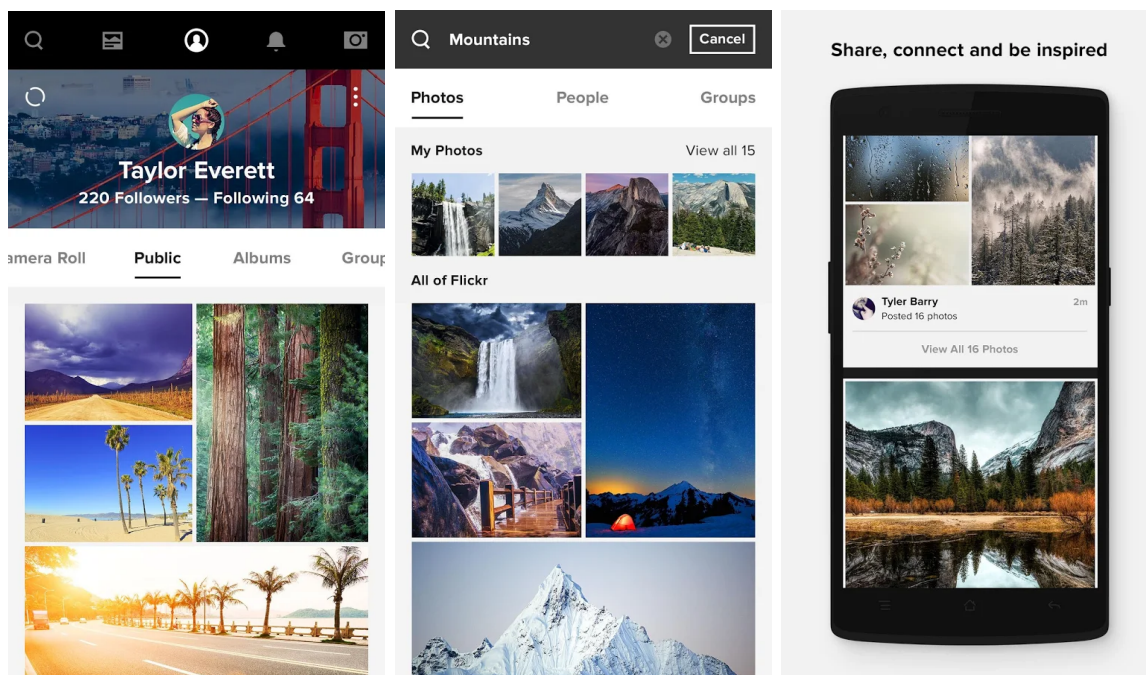 Taylor Everett
220 Followers — Following 64
amera Roll Public Albums Group
Mountains Cancel
Photos People Groups
My Photos View all 15
All of Flickr
Share, connect and be inspired
Tyler Barry 2m
Posted 16 photos
View All 16 Photos